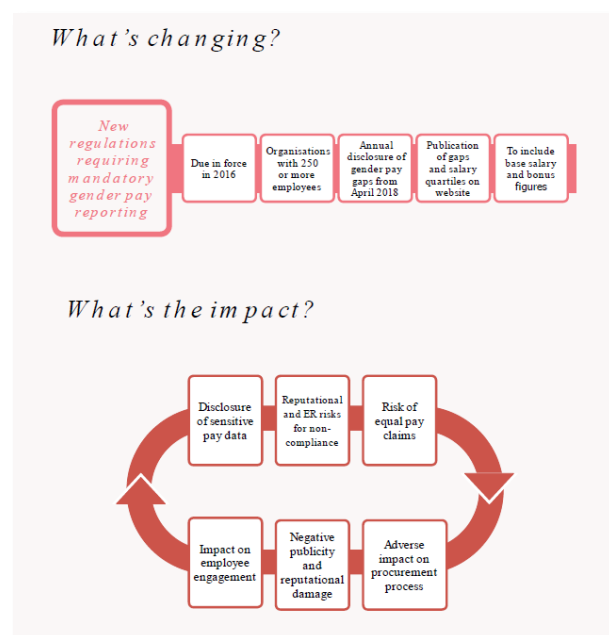 What's changing?
New
regulations
requiring
mandatory
gender pay
reporting
Due in force
in 2016
Organisations
with 250
or more
employees
Annual
disclosure of
gender pay
gaps from
April 2018
Publication
of gaps
and salary
quartiles on
website
To include
base salary
and bonus
figures
What's the impact?
Disclosure
of sensitive
pay data
Reputational
and ER risks
for non-
compliance
Risk of
equal pay
claims
Impact on
employee
engagement
Negative
publicity
and
reputational
damage
Adverse
impact on
procurement
process